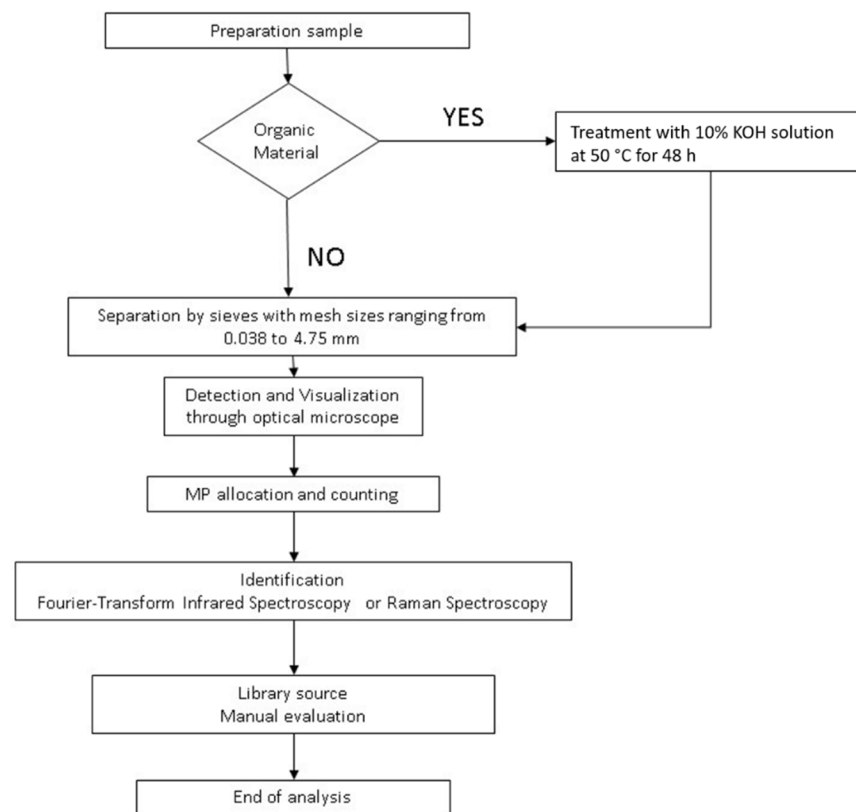 Preparation sample
Organic
Material
YES
Treatment with 10% KOH solution
at 50 °C for 48 h
NO
Separation by sieves with mesh sizes ranging from
0.038 to 4.75 mm
Detection and Visualization
through optical microscope
MP allocation and counting
Identification
Fourier-Transform Infrared Spectroscopy or Raman Spectroscopy
Library source
Manual evaluation
End of analysis